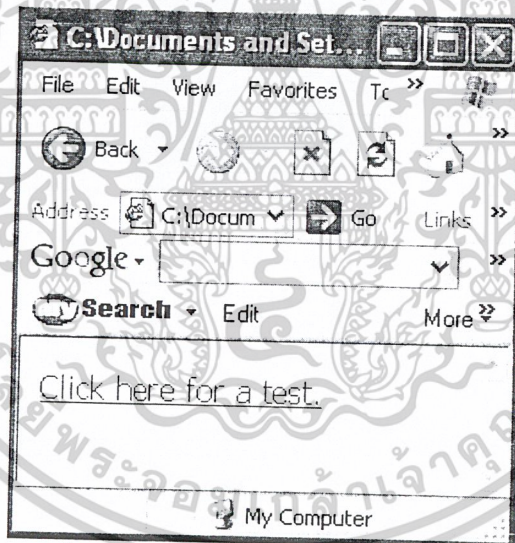 C:\Documents and Set...
File Edit View Favorites Tc »
Back »
Address C:\Docum Go Links »
Google »
Search Edit More »
Click here for a test.
My Computer